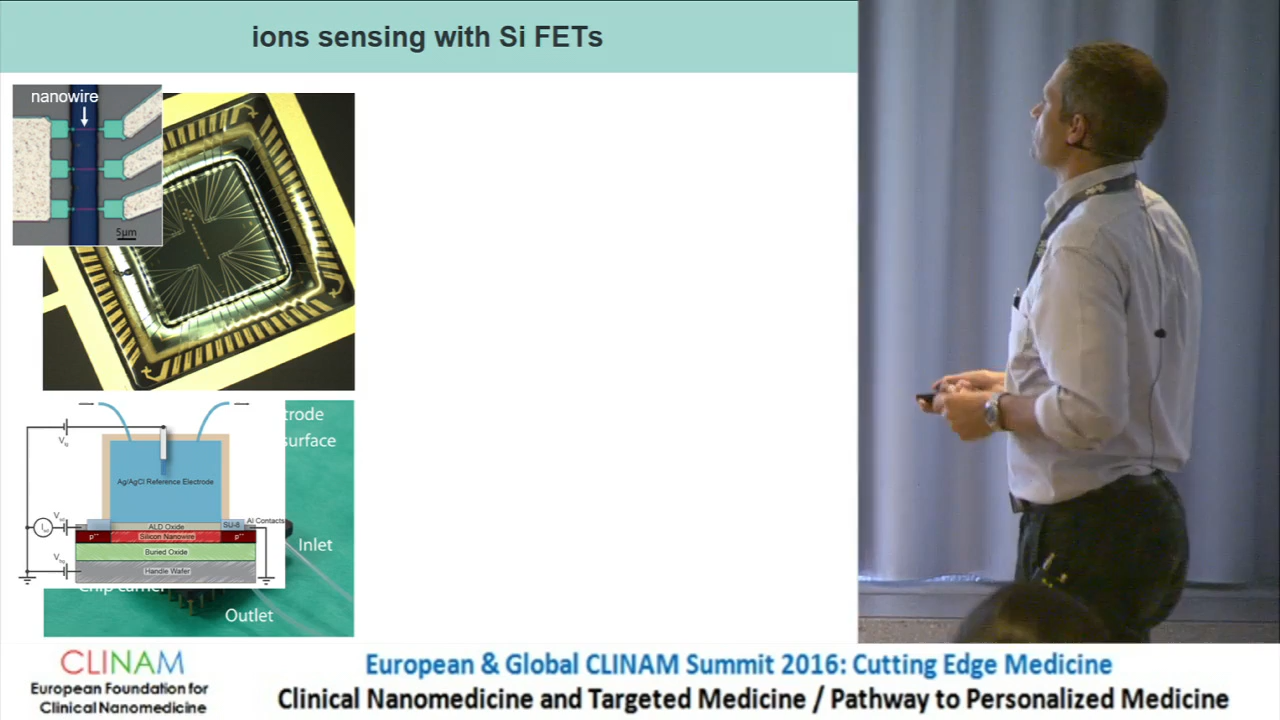 ions sensing with Si FETs
nanowire
5µm
trode
surface
Ag/AgCl Reference Electrode
ALD Oxide
SU-8
Al Contacts
p++
Silicon Nanowire
p++
Buried Oxide
Handle Wafer
Inlet
Chip carrier
Outlet
CLINAM
European Foundation for
Clinical Nanomedicine
European & Global CLINAM Summit 2016: Cutting Edge Medicine
Clinical Nanomedicine and Targeted Medicine / Pathway to Personalized Medicine